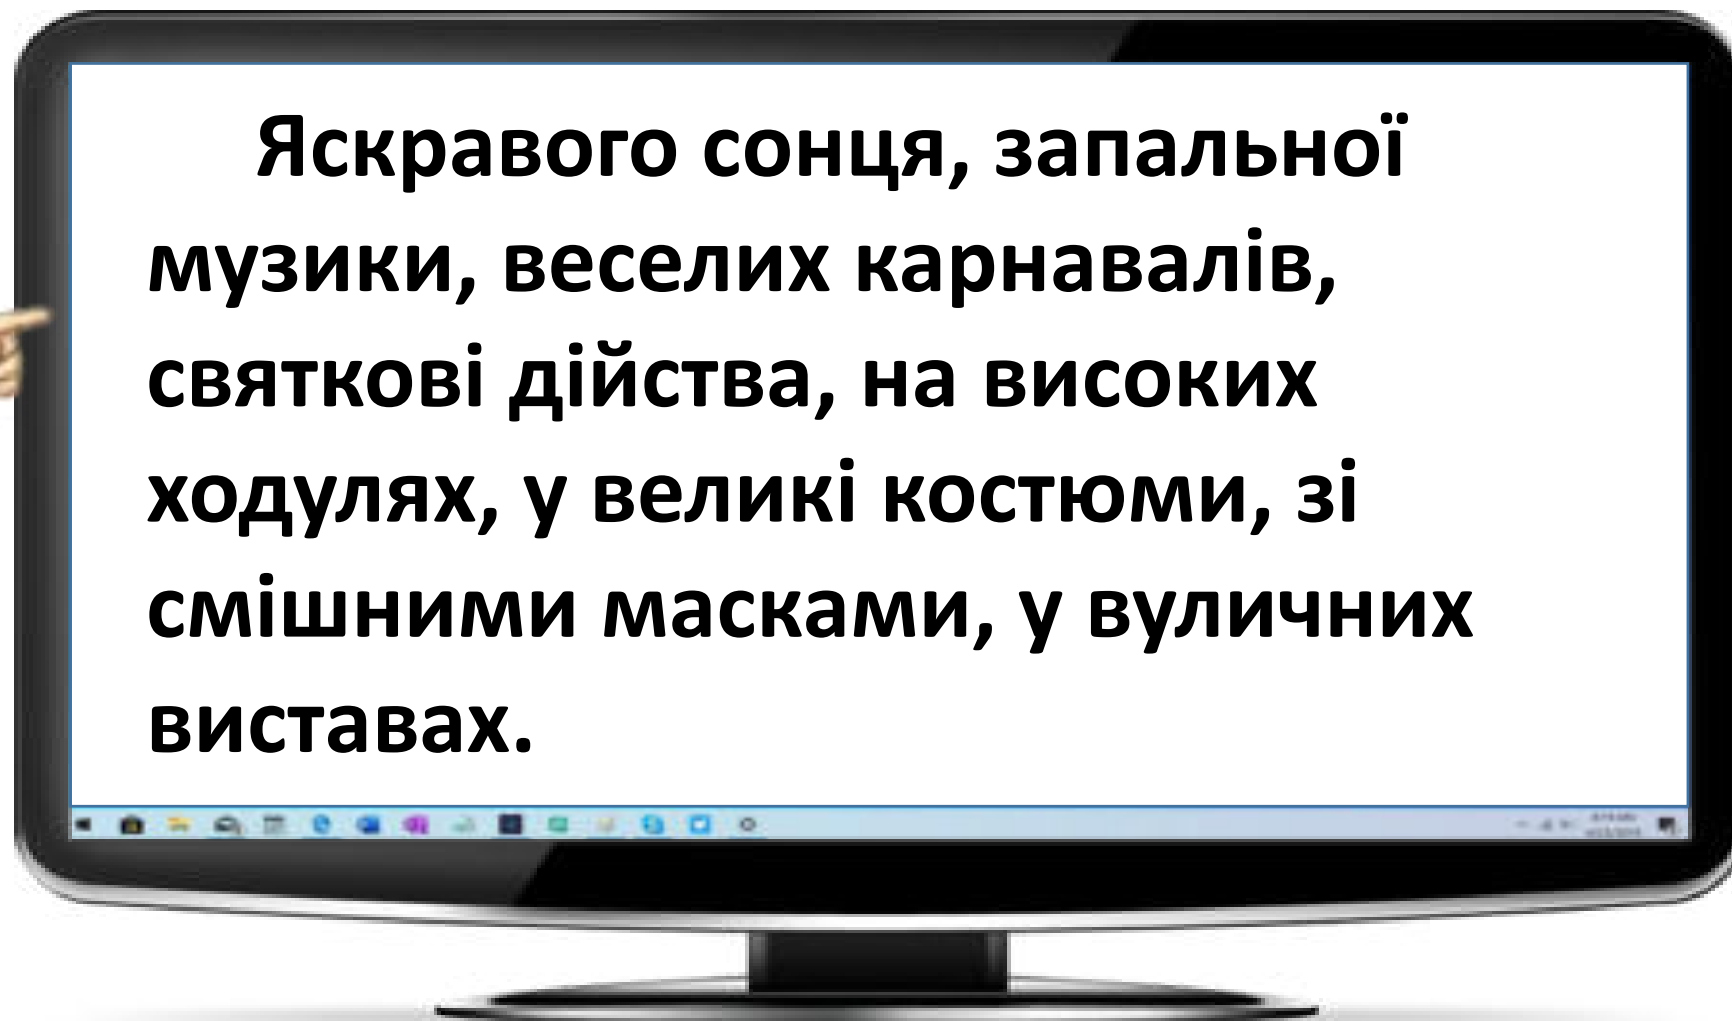 Яскравого сонця, запальної
музики, веселих карнавалів,
святкові дійства, на високих
ходулях, у великі костюми, зі
смішними масками, у вуличних
виставах.